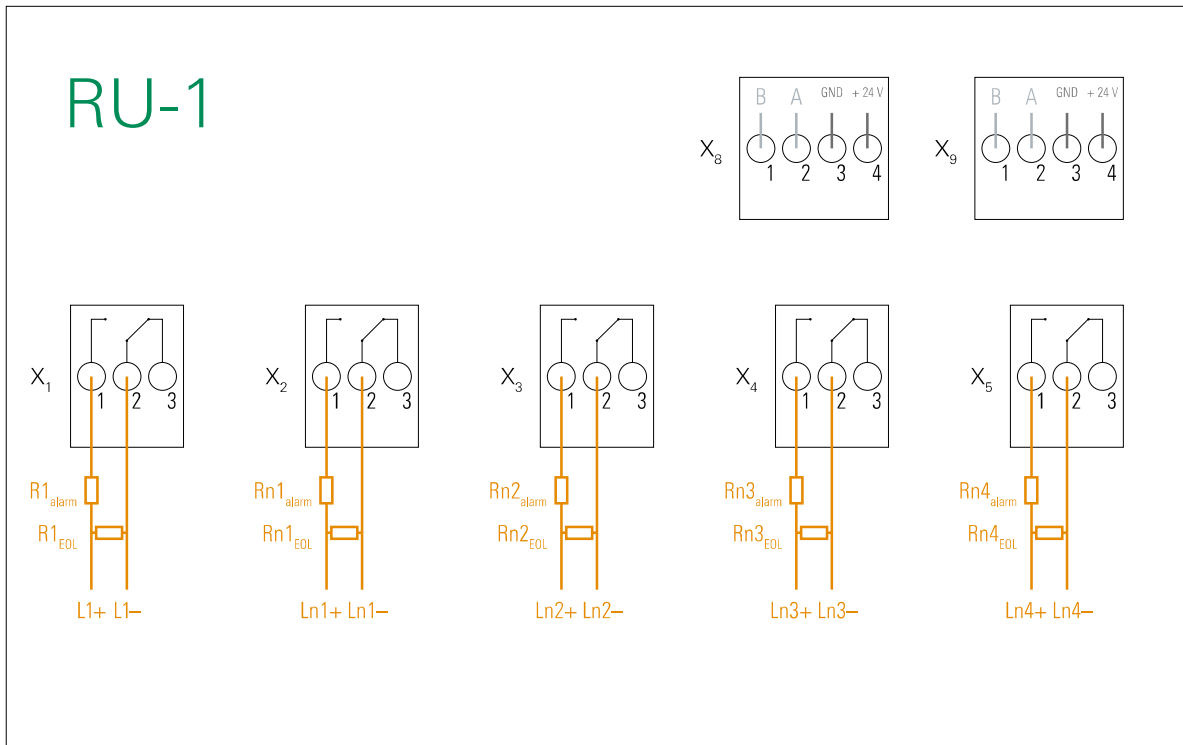 RU-1
B A GND + 24 V
X8 1 2 3 4
B A GND + 24 V
X9 1 2 3 4
X1 1 2 3
X2 1 2 3
X3 1 2 3
X4 1 2 3
X5 1 2 3
R1alarm
Rn1alarm
Rn2alarm
Rn3alarm
Rn4alarm
R1EOL
Rn1EOL
Rn2EOL
Rn3EOL
Rn4EOL
L1+ L1–
Ln1+ Ln1–
Ln2+ Ln2–
Ln3+ Ln3–
Ln4+ Ln4–